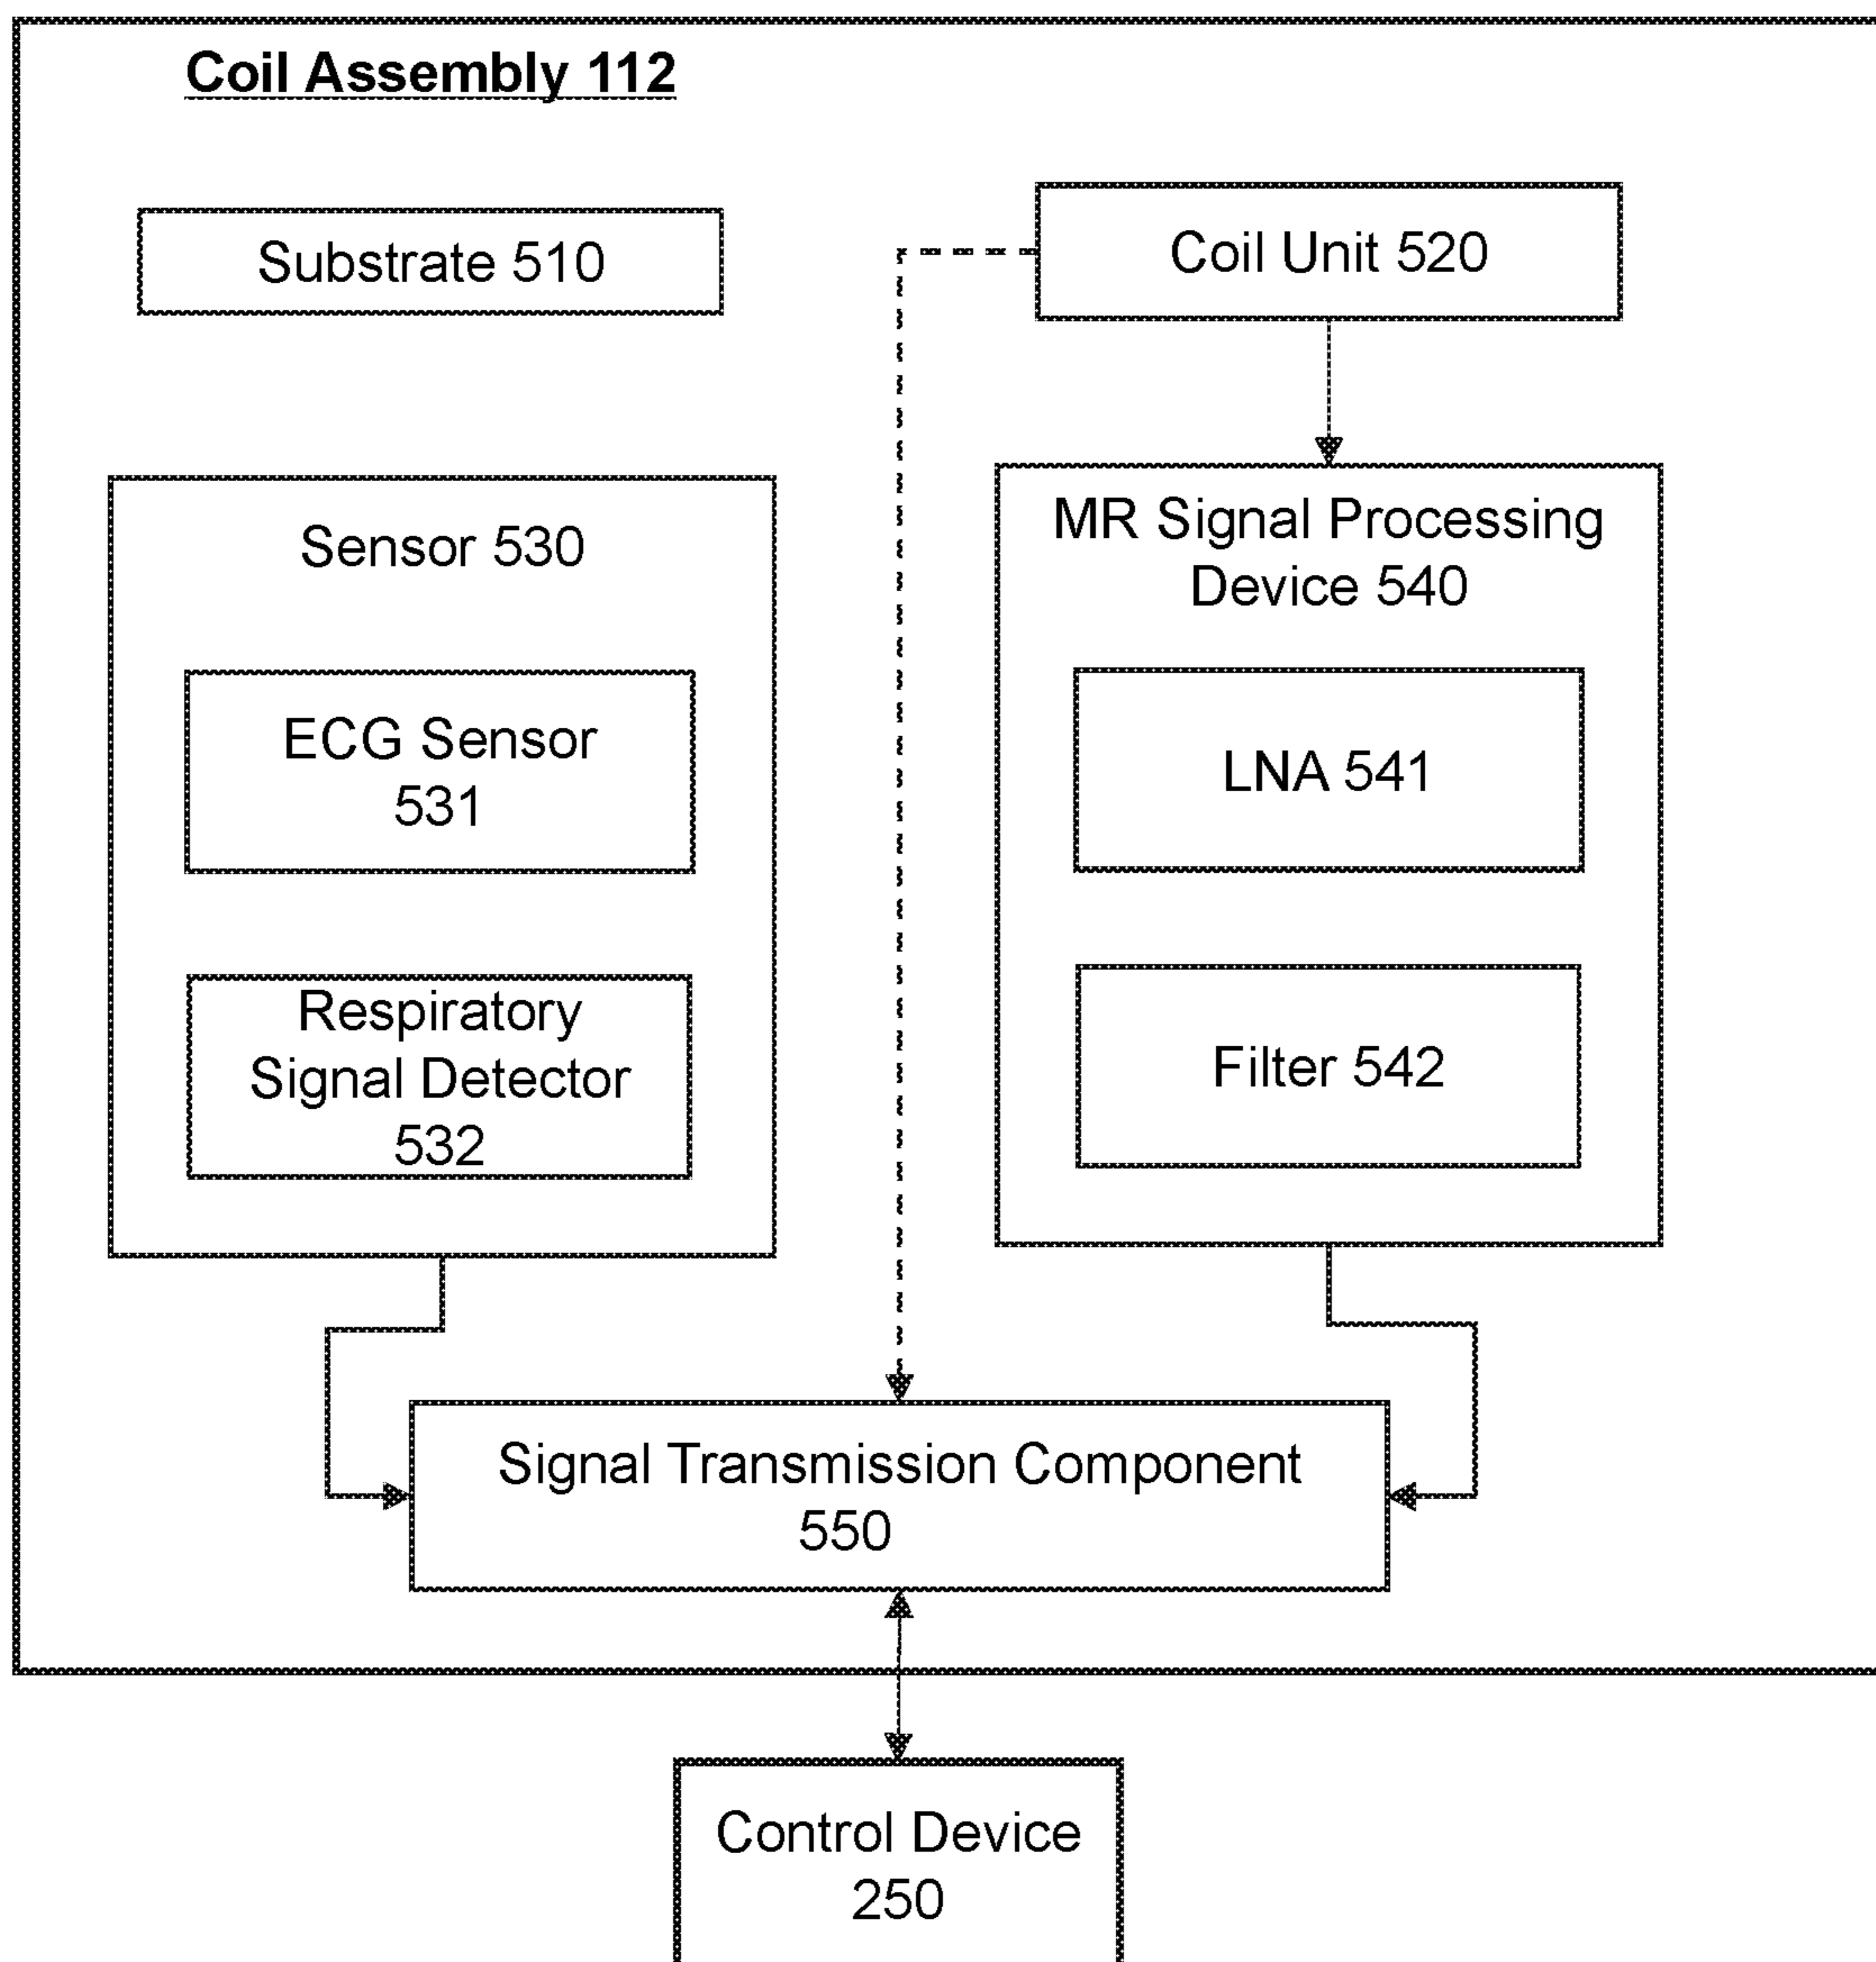 Coil Assembly 112
Substrate 510
Coil Unit 520
Sensor 530
ECG Sensor
531
Respiratory
Signal Detector
532
MR Signal Processing
Device 540
LNA 541
Filter 542
Signal Transmission Component
550
Control Device
250